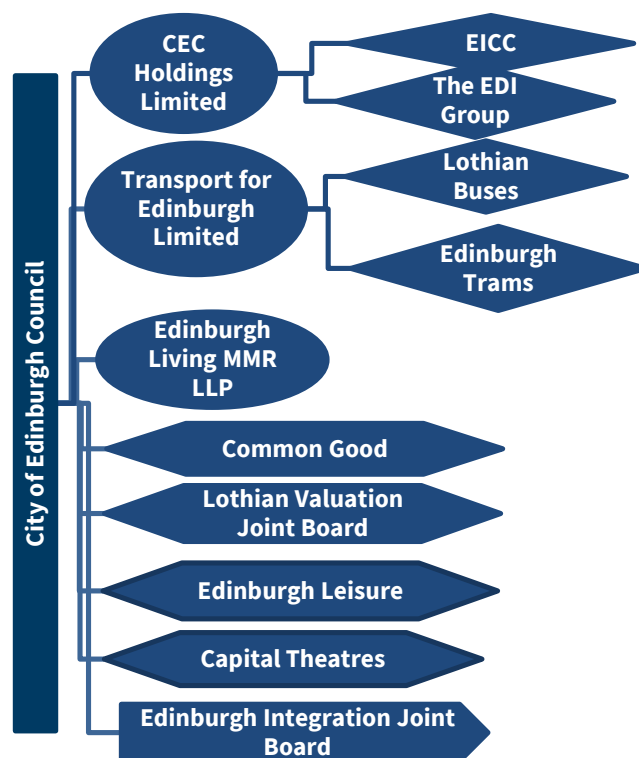 City of Edinburgh Council
CEC
Holdings
Limited
EICC
The EDI
Group
Transport for
Edinburgh
Limited
Lothian
Buses
Edinburgh
Trams
Edinburgh
Living MMR
LLP
Common Good
Lothian Valuation
Joint Board
Edinburgh Leisure
Capital Theatres
Edinburgh Integration Joint
Board